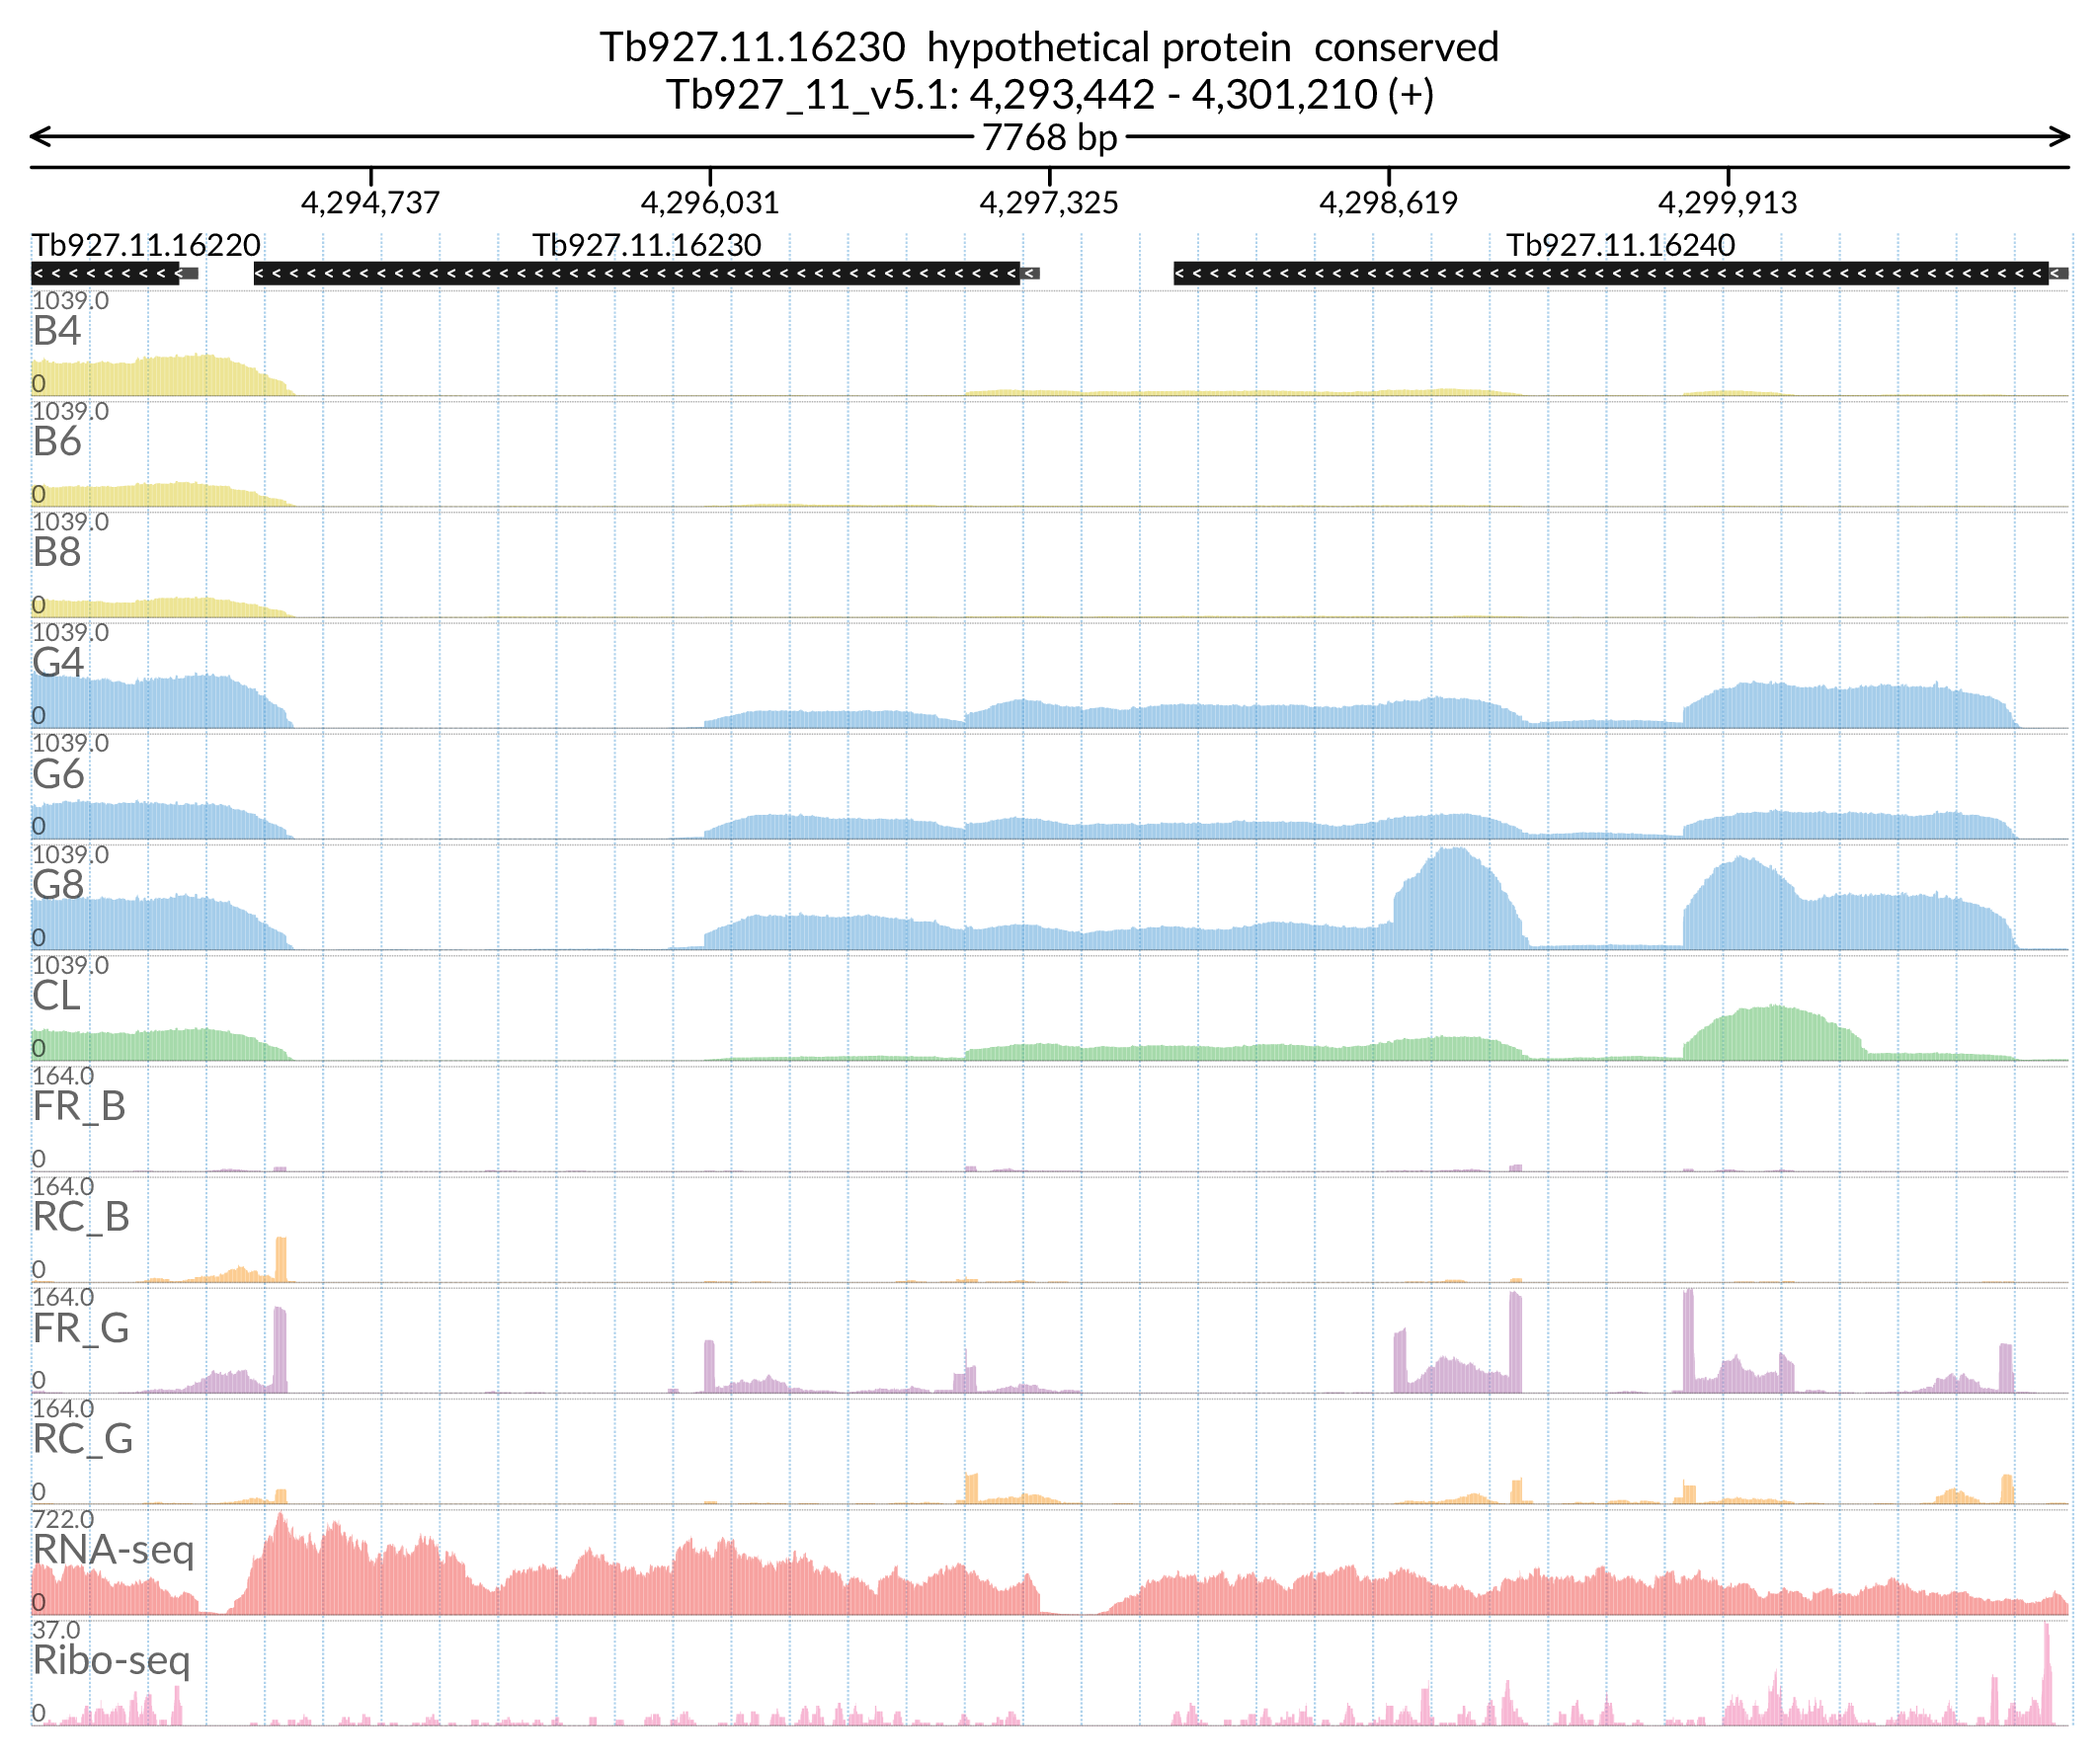 Tb927.11.16230 hypothetical protein conserved
Tb927_11_v5.1: 4,293,442 - 4,301,210 (+)
7768 bp
4,294,737 4,296,031 4,297,325 4,298,619 4,299,913
Tb927.11.16220 Tb927.11.16230 Tb927.11.16240
1039.0
B4
0
1039.0
B6
0
1039.0
B8
0
1039.0
G4
0
1039.0
G6
0
1039.0
G8
0
1039.0
CL
0
164.0
FR_B
0
164.0
RC_B
0
164.0
FR_G
0
164.0
RC_G
0
722.0
RNA-seq
0
37.0
Ribo-seq
0